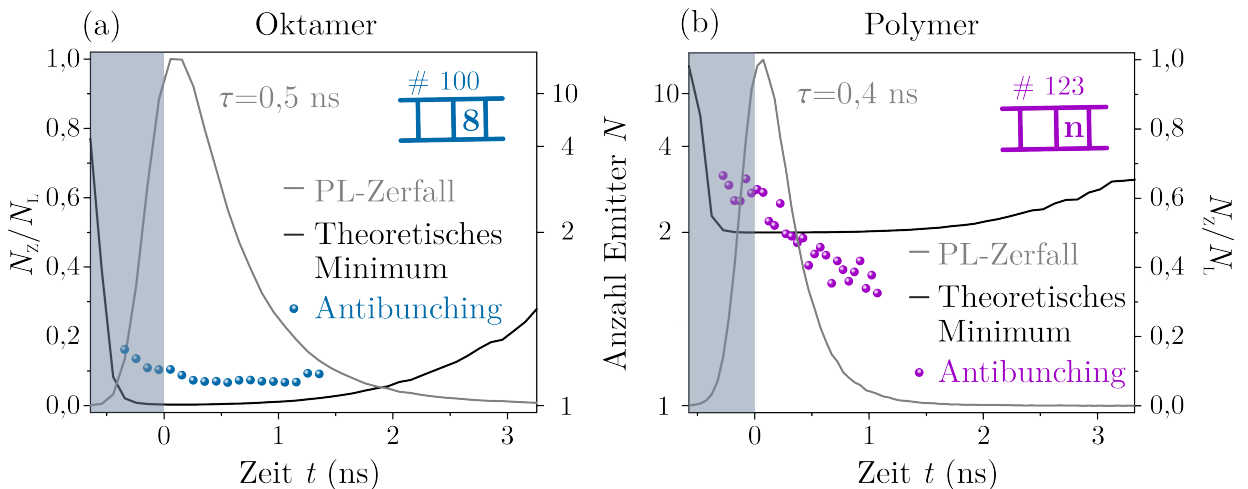 (a) Oktamer
1,0
0,8
0,6
0,4
0,2
0,0
N_Z/N_L
τ=0,5 ns
# 100
8
PL-Zerfall
Theoretisches
Minimum
Antibunching
10
4
2
1
0 1 2 3
Zeit t (ns)
(b) Polymer
Anzahl Emitter N
10
4
2
1
τ=0,4 ns
# 123
n
PL-Zerfall
Theoretisches
Minimum
Antibunching
1,0
0,8
0,6
0,4
0,2
0,0
N_Z/N_L
0 1 2 3
Zeit t (ns)